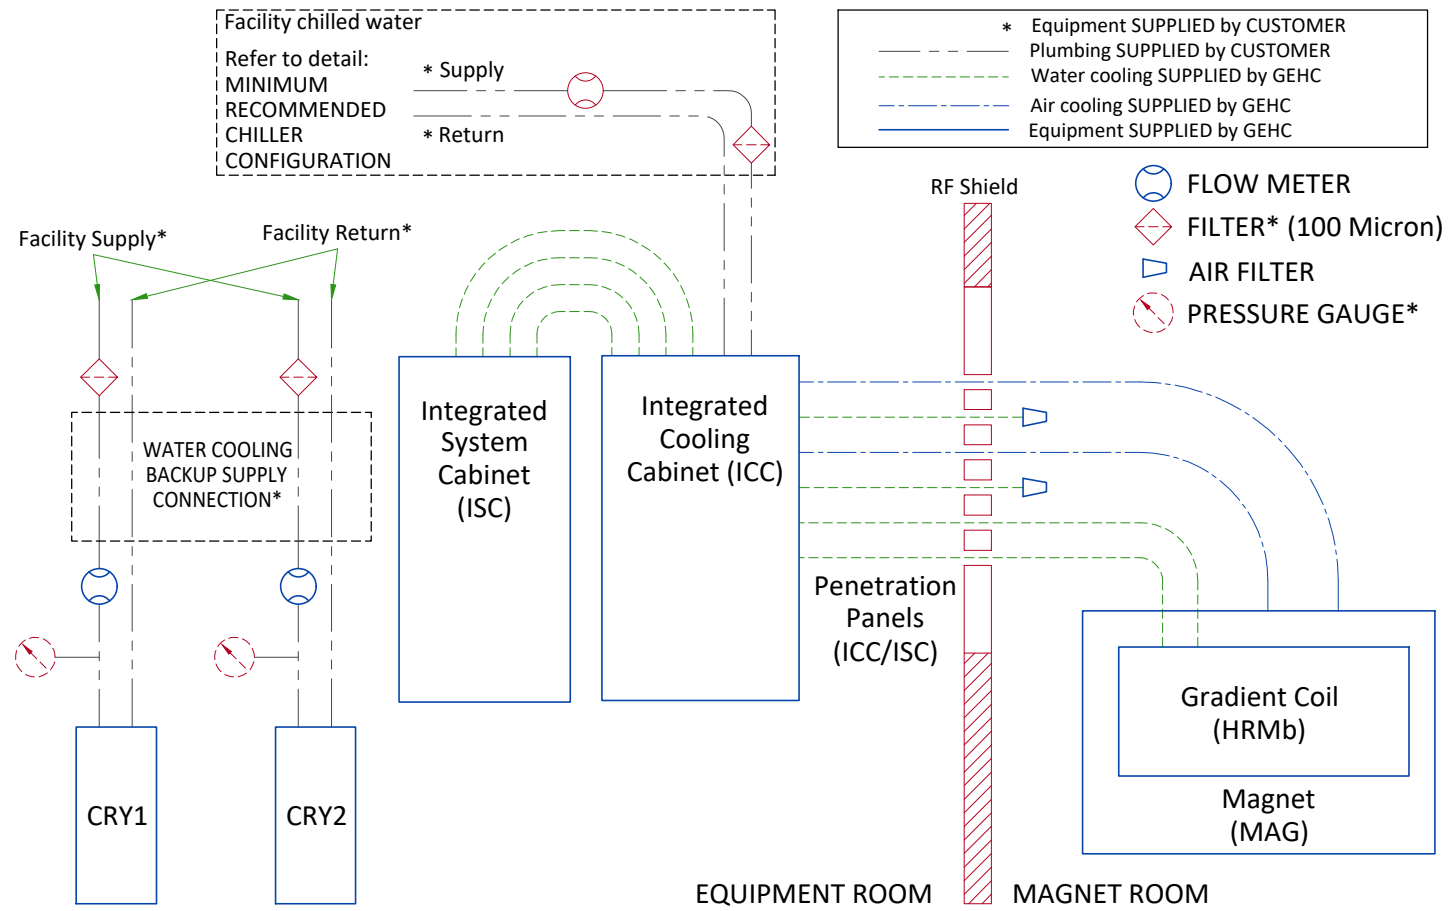 Facility chilled water
Refer to detail:
MINIMUM
RECOMMENDED
CHILLER
CONFIGURATION
* Supply
* Return
* Equipment SUPPLIED by CUSTOMER
Plumbing SUPPLIED by CUSTOMER
Water cooling SUPPLIED by GEHC
Air cooling SUPPLIED by GEHC
Equipment SUPPLIED by GEHC
FLOW METER
FILTER* (100 Micron)
AIR FILTER
PRESSURE GAUGE*
RF Shield
Facility Supply*
Facility Return*
WATER COOLING
BACKUP SUPPLY
CONNECTION*
Integrated
System
Cabinet
(ISC)
Integrated
Cooling
Cabinet (ICC)
Penetration
Panels
(ICC/ISC)
Gradient Coil
(HRMb)
Magnet
(MAG)
CRY1
CRY2
EQUIPMENT ROOM
MAGNET ROOM